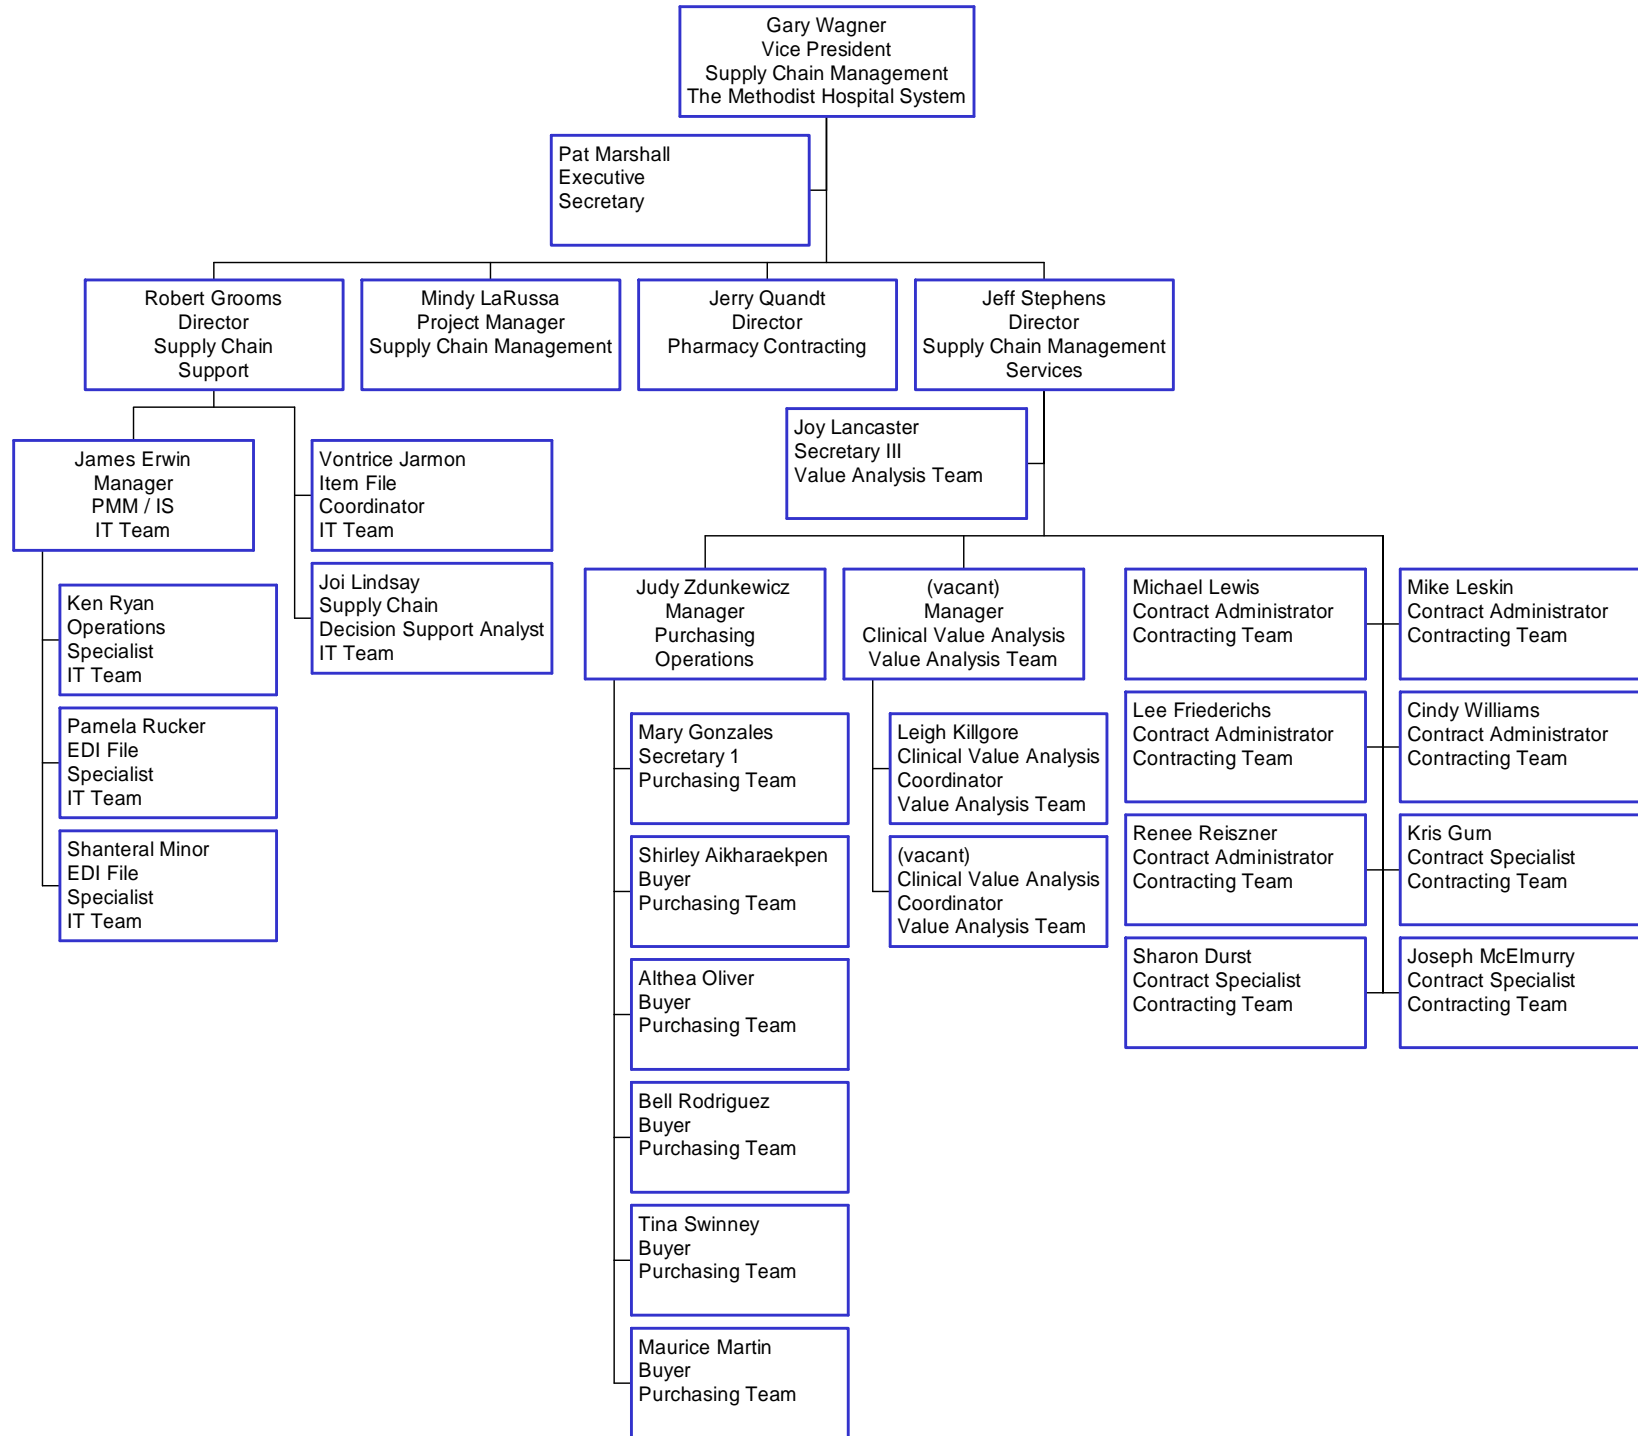 Gary Wagner
Vice President
Supply Chain Management
The Methodist Hospital System
Pat Marshall
Executive
Secretary
Robert Grooms
Director
Supply Chain
Support
Mindy LaRussa
Project Manager
Supply Chain Management
Jerry Quandt
Director
Pharmacy Contracting
Jeff Stephens
Director
Supply Chain Management
Services
Joy Lancaster
Secretary III
Value Analysis Team
James Erwin
Manager
PMM / IS
IT Team
Vontrice Jarmon
Item File
Coordinator
IT Team
Joi Lindsay
Supply Chain
Decision Support Analyst
IT Team
Ken Ryan
Operations
Specialist
IT Team
Pamela Rucker
EDI File
Specialist
IT Team
Shanteral Minor
EDI File
Specialist
IT Team
Judy Zdunkewicz
Manager
Purchasing
Operations
(vacant)
Manager
Clinical Value Analysis
Value Analysis Team
Michael Lewis
Contract Administrator
Contracting Team
Mike Leskin
Contract Administrator
Contracting Team
Lee Friederichs
Contract Administrator
Contracting Team
Cindy Williams
Contract Administrator
Contracting Team
Renee Reiszner
Contract Administrator
Contracting Team
Kris Gurn
Contract Specialist
Contracting Team
Sharon Durst
Contract Specialist
Contracting Team
Joseph McElmurry
Contract Specialist
Contracting Team
Mary Gonzales
Secretary 1
Purchasing Team
Shirley Aikharaekpen
Buyer
Purchasing Team
Althea Oliver
Buyer
Purchasing Team
Bell Rodriguez
Buyer
Purchasing Team
Tina Swinney
Buyer
Purchasing Team
Maurice Martin
Buyer
Purchasing Team
Leigh Killgore
Clinical Value Analysis
Coordinator
Value Analysis Team
(vacant)
Clinical Value Analysis
Coordinator
Value Analysis Team